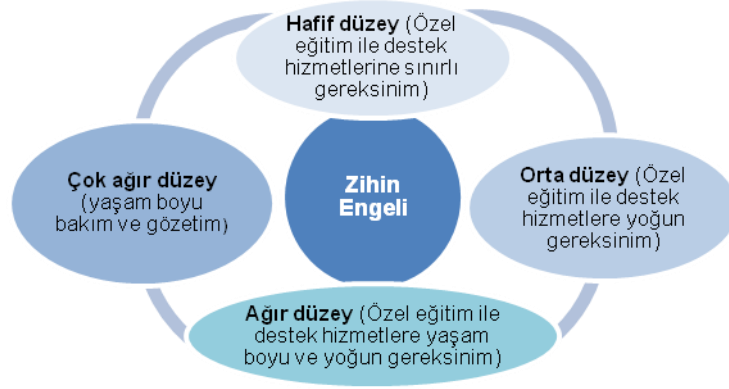 Hafif düzey (Özel
eğitim ile destek
hizmetlerine sınırlı
gereksinim)
Zihin
Engeli
Orta düzey (Özel
eğitim ile destek
hizmetlere yoğun
gereksinim)
Ağır düzey (Özel eğitim ile
destek hizmetlere yaşam
boyu ve yoğun gereksinim)
Çok ağır düzey
(yaşam boyu
bakım ve gözetim)